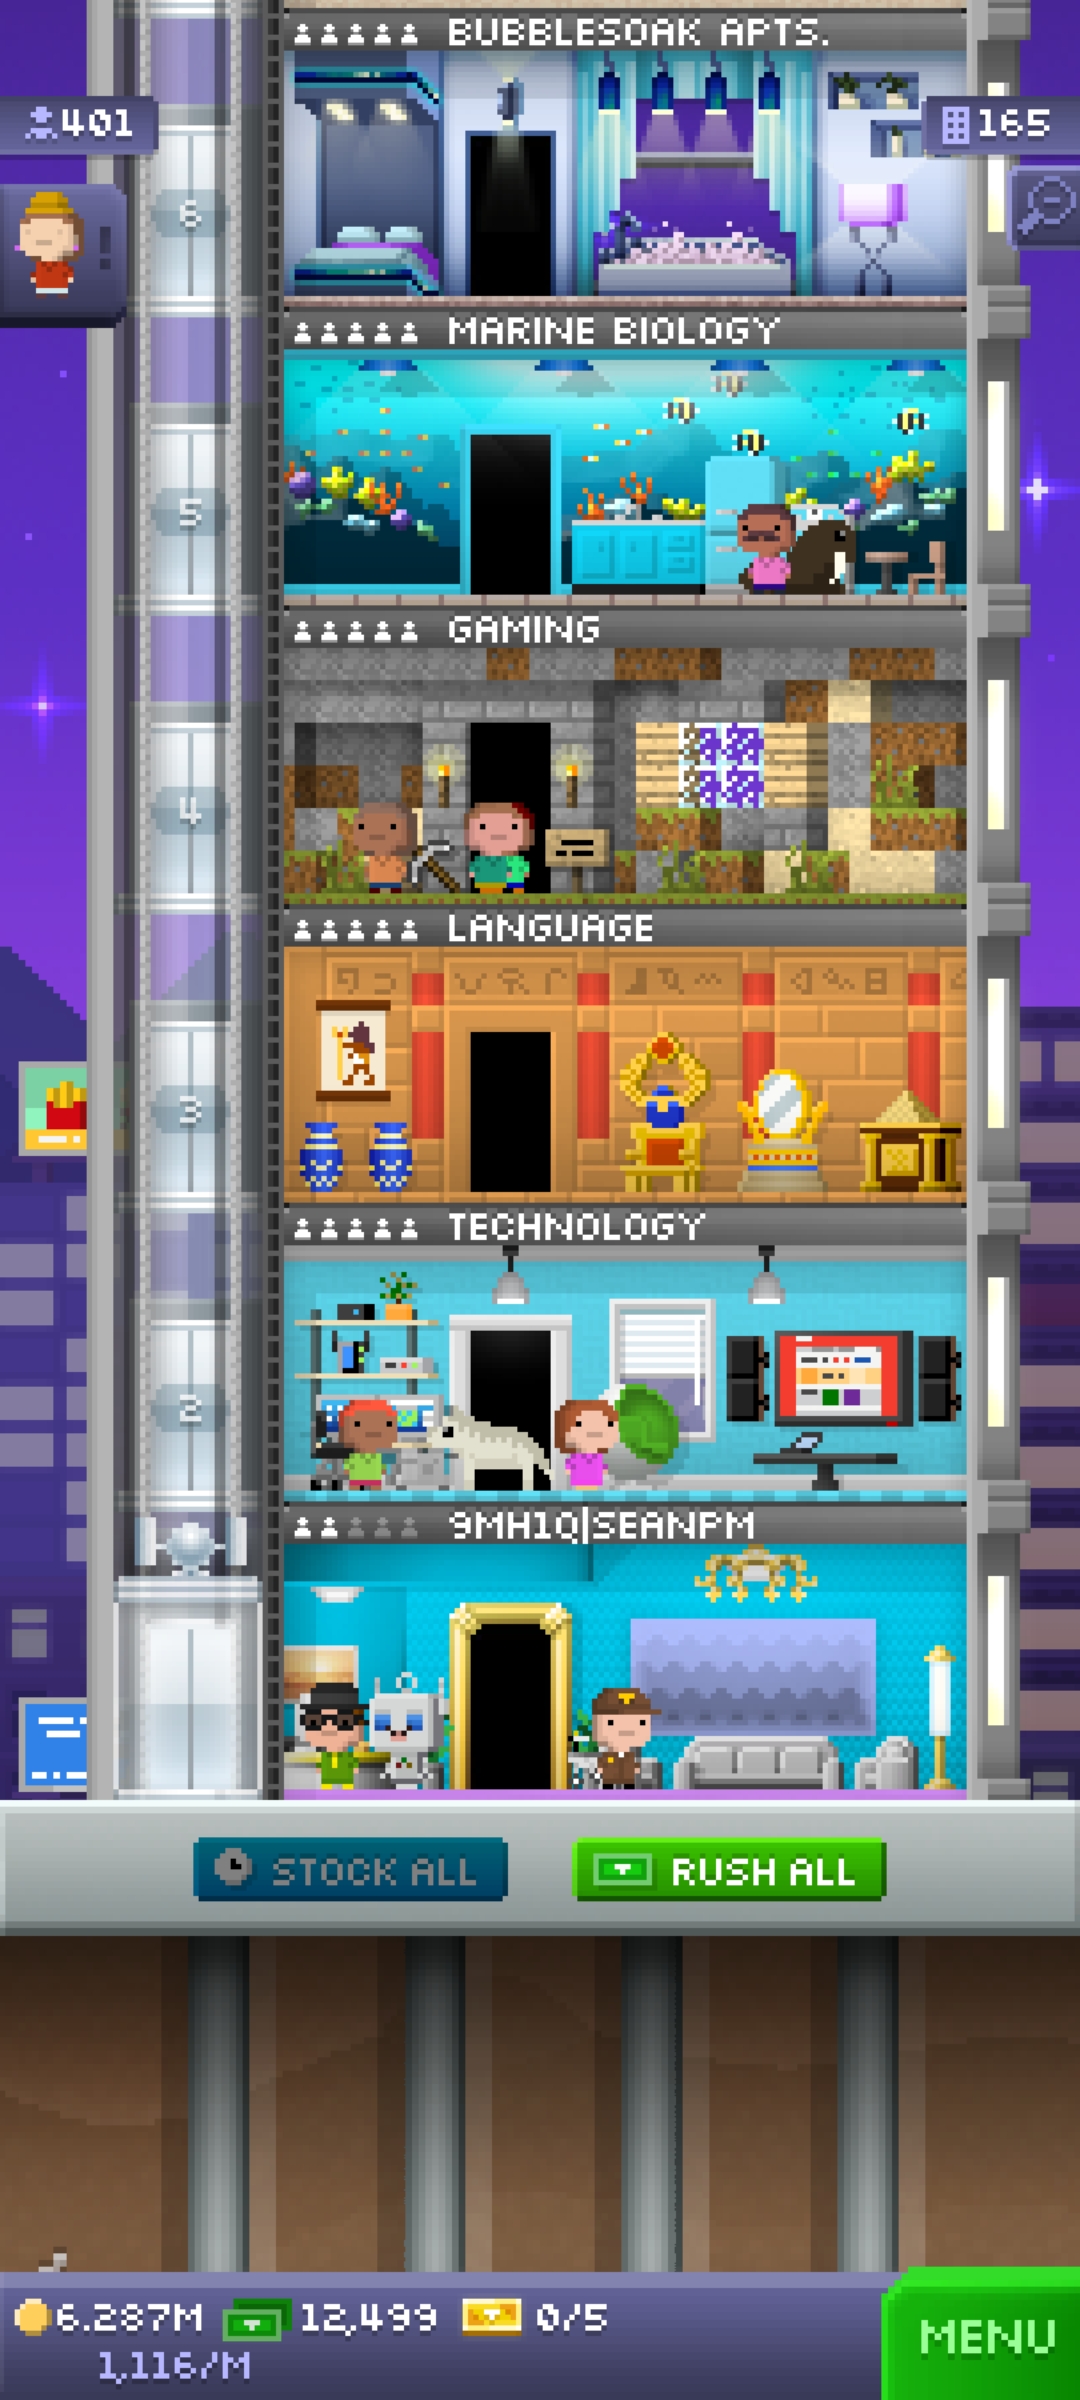 BUBBLESOAK APTS.
401
165
6
MARINE BIOLOGY
5
GAMING
4
LANGUAGE
3
TECHNOLOGY
2
9MH1Q|SEANPM
STOCK ALL
RUSH ALL
6.287M
12,499
0/5
MENU
1,116/M